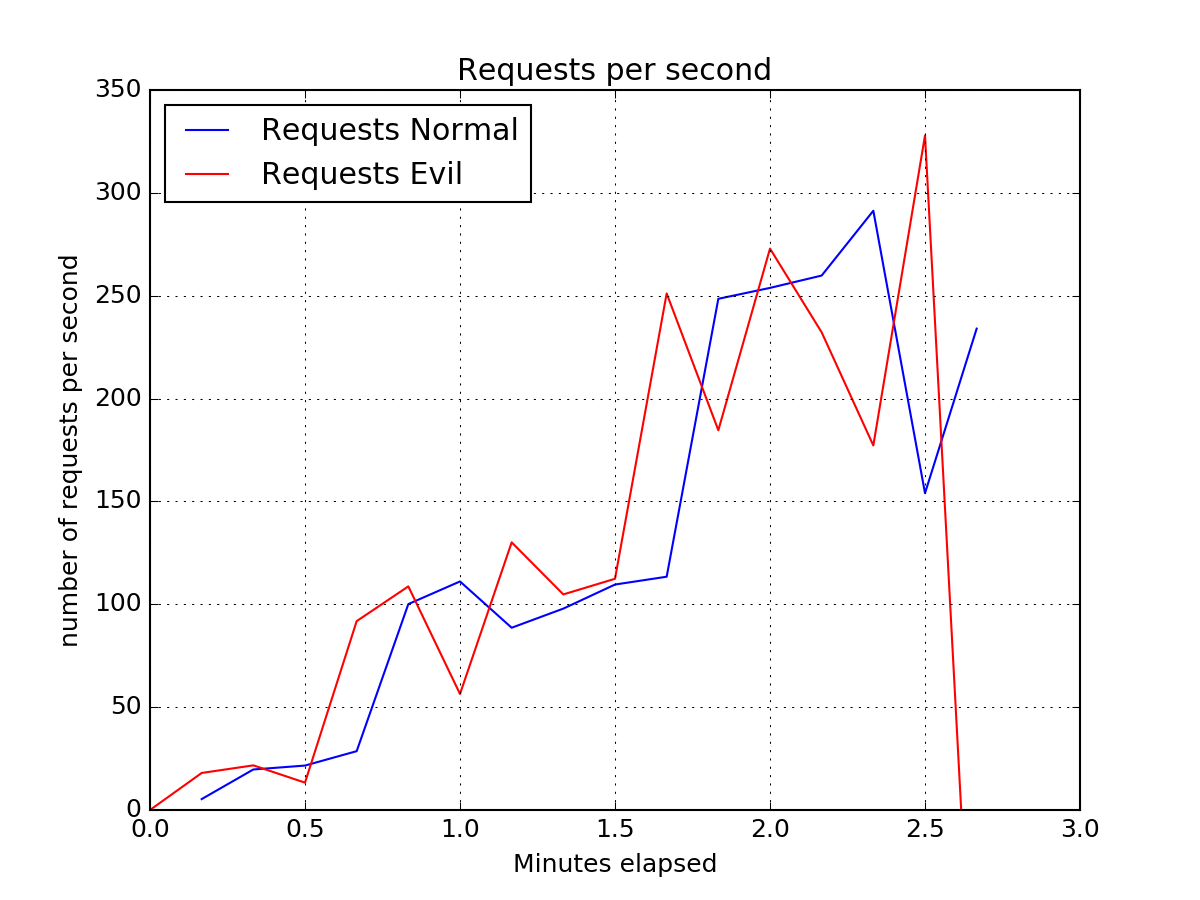 Requests per second
350
300
250
200
150
100
50
0
number of requests per second
Requests Normal
Requests Evil
0.0 0.5 1.0 1.5 2.0 2.5 3.0
Minutes elapsed